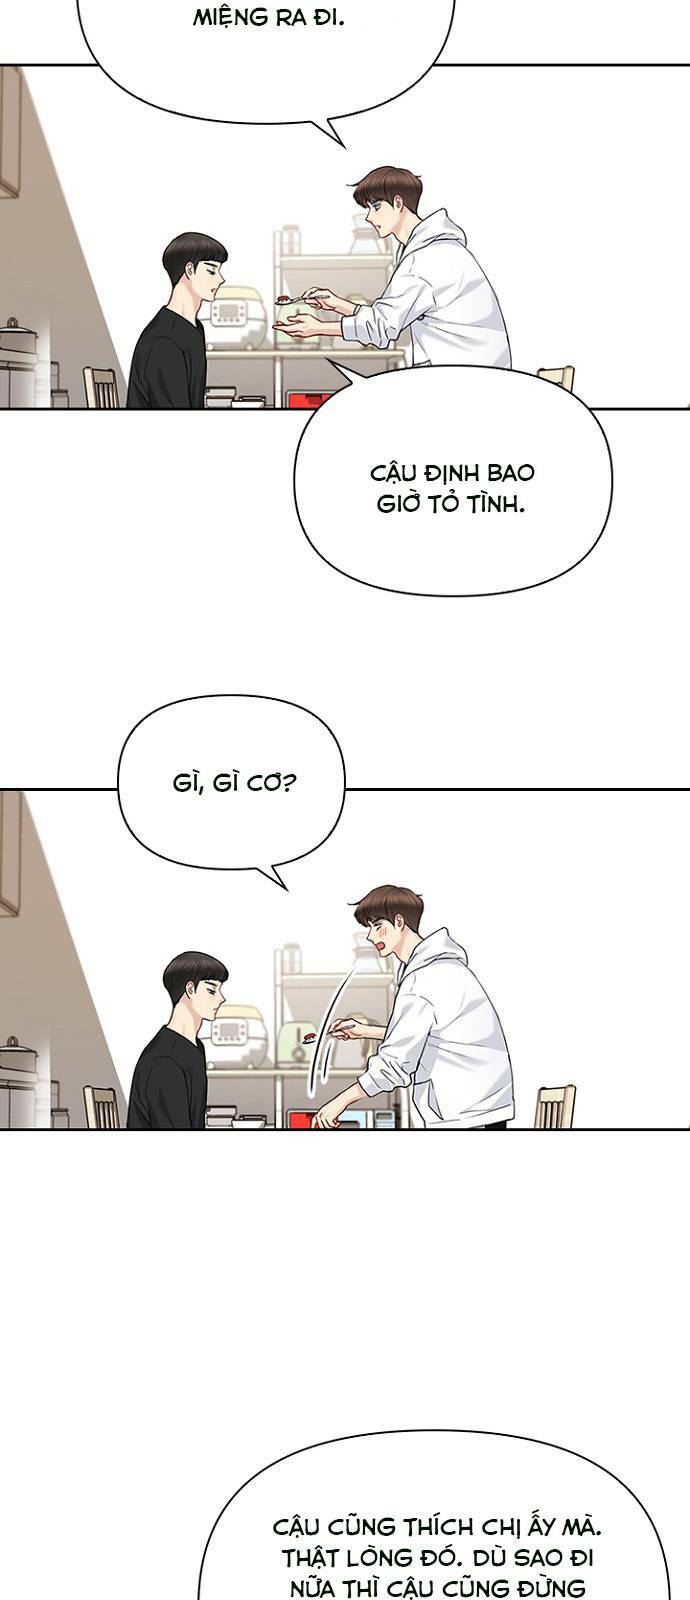 MIỆNG RA ĐI.
CẬU ĐỊNH BAO
GIỜ TỎ TÌNH.
GÌ, GÌ CƠ?
CẬU CŨNG THÍCH CHỊ ẤY MÀ.
THẬT LÒNG ĐÓ. DÙ SAO ĐI
NỮA THÌ CẬU CŨNG ĐỪNG